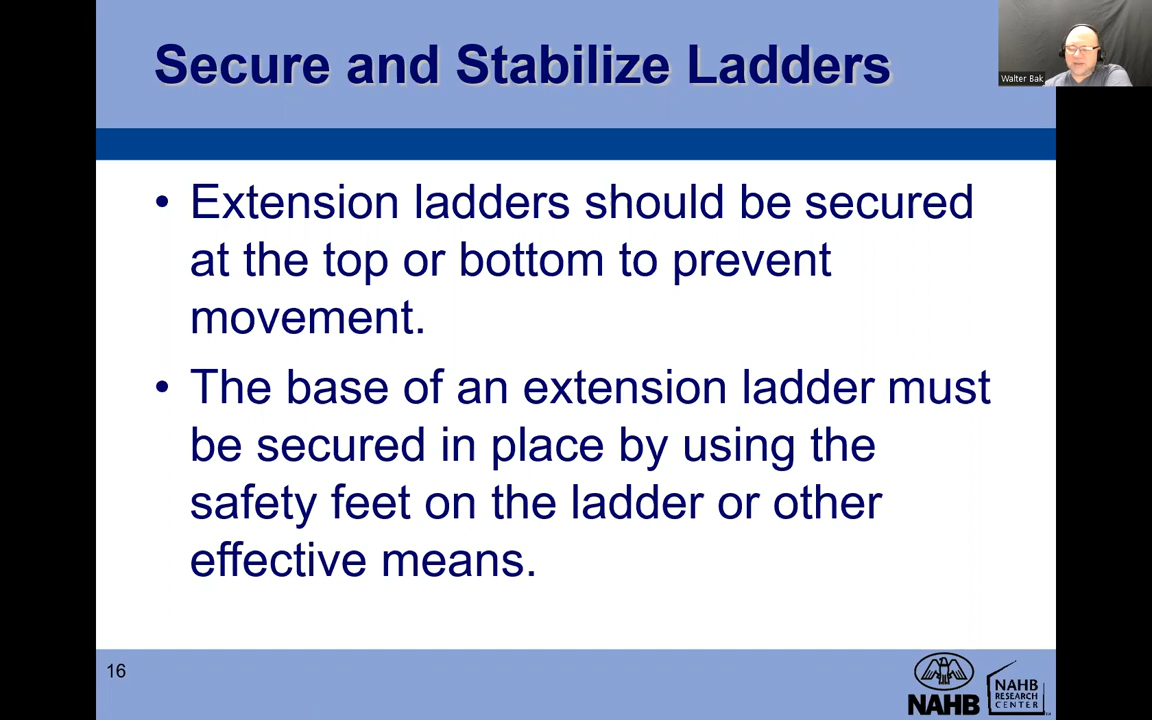 Secure and Stabilize Ladders
Walter Bak
• Extension ladders should be secured
at the top or bottom to prevent
movement.
• The base of an extension ladder must
be secured in place by using the
safety feet on the ladder or other
effective means.
16
NAHB
NAHB
RESEARCH
CENTER